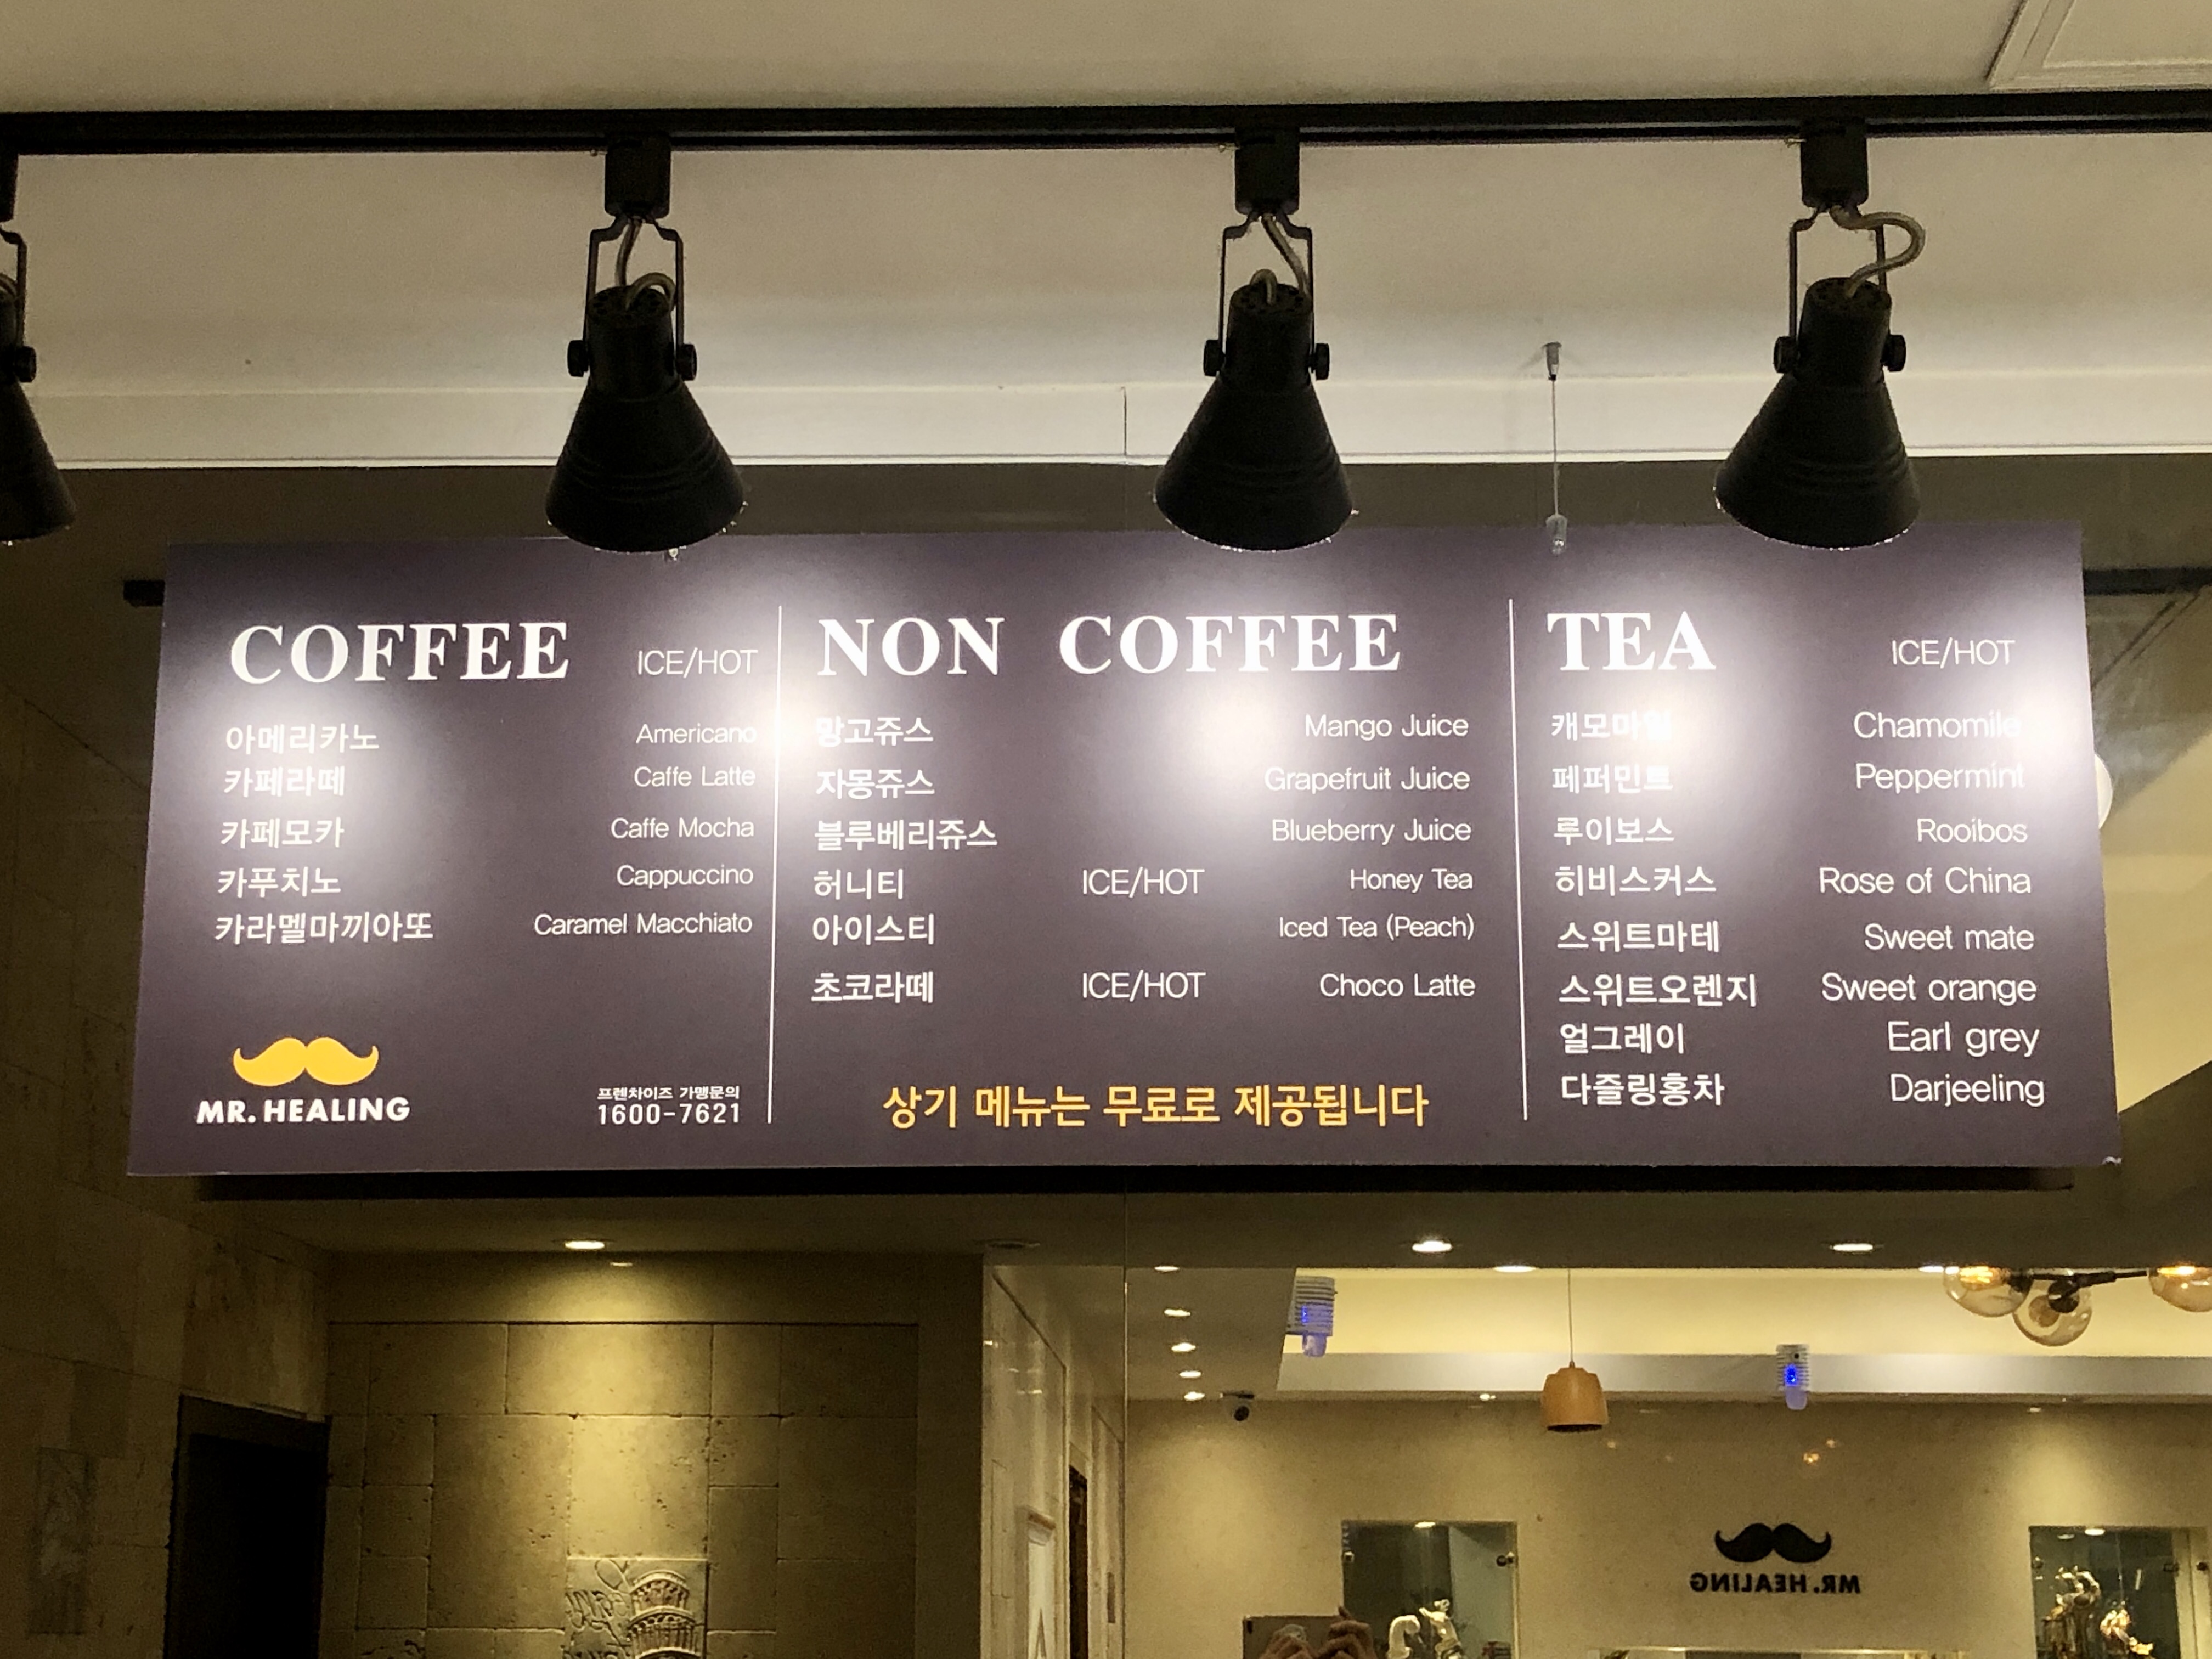 COFFEE ICE/HOT
아메리카노 Americano
카페라떼 Caffe Latte
카페모카 Caffe Mocha
카푸치노 Cappuccino
카라멜마끼아또 Caramel Macchiato
MR. HEALING
프렌차이즈 가맹문의
1600-7621
NON COFFEE
망고쥬스 Mango Juice
자몽쥬스 Grapefruit Juice
블루베리쥬스 Blueberry Juice
허니티 ICE/HOT Honey Tea
아이스티 Iced Tea (Peach)
초코라떼 ICE/HOT Choco Latte
상기 메뉴는 무료로 제공됩니다
TEA ICE/HOT
캐모마일 Chamomile
페퍼민트 Peppermint
루이보스 Rooibos
히비스커스 Rose of China
스위트마테 Sweet mate
스위트오렌지 Sweet orange
얼그레이 Earl grey
다즐링홍차 Darjeeling
MR. HEALING